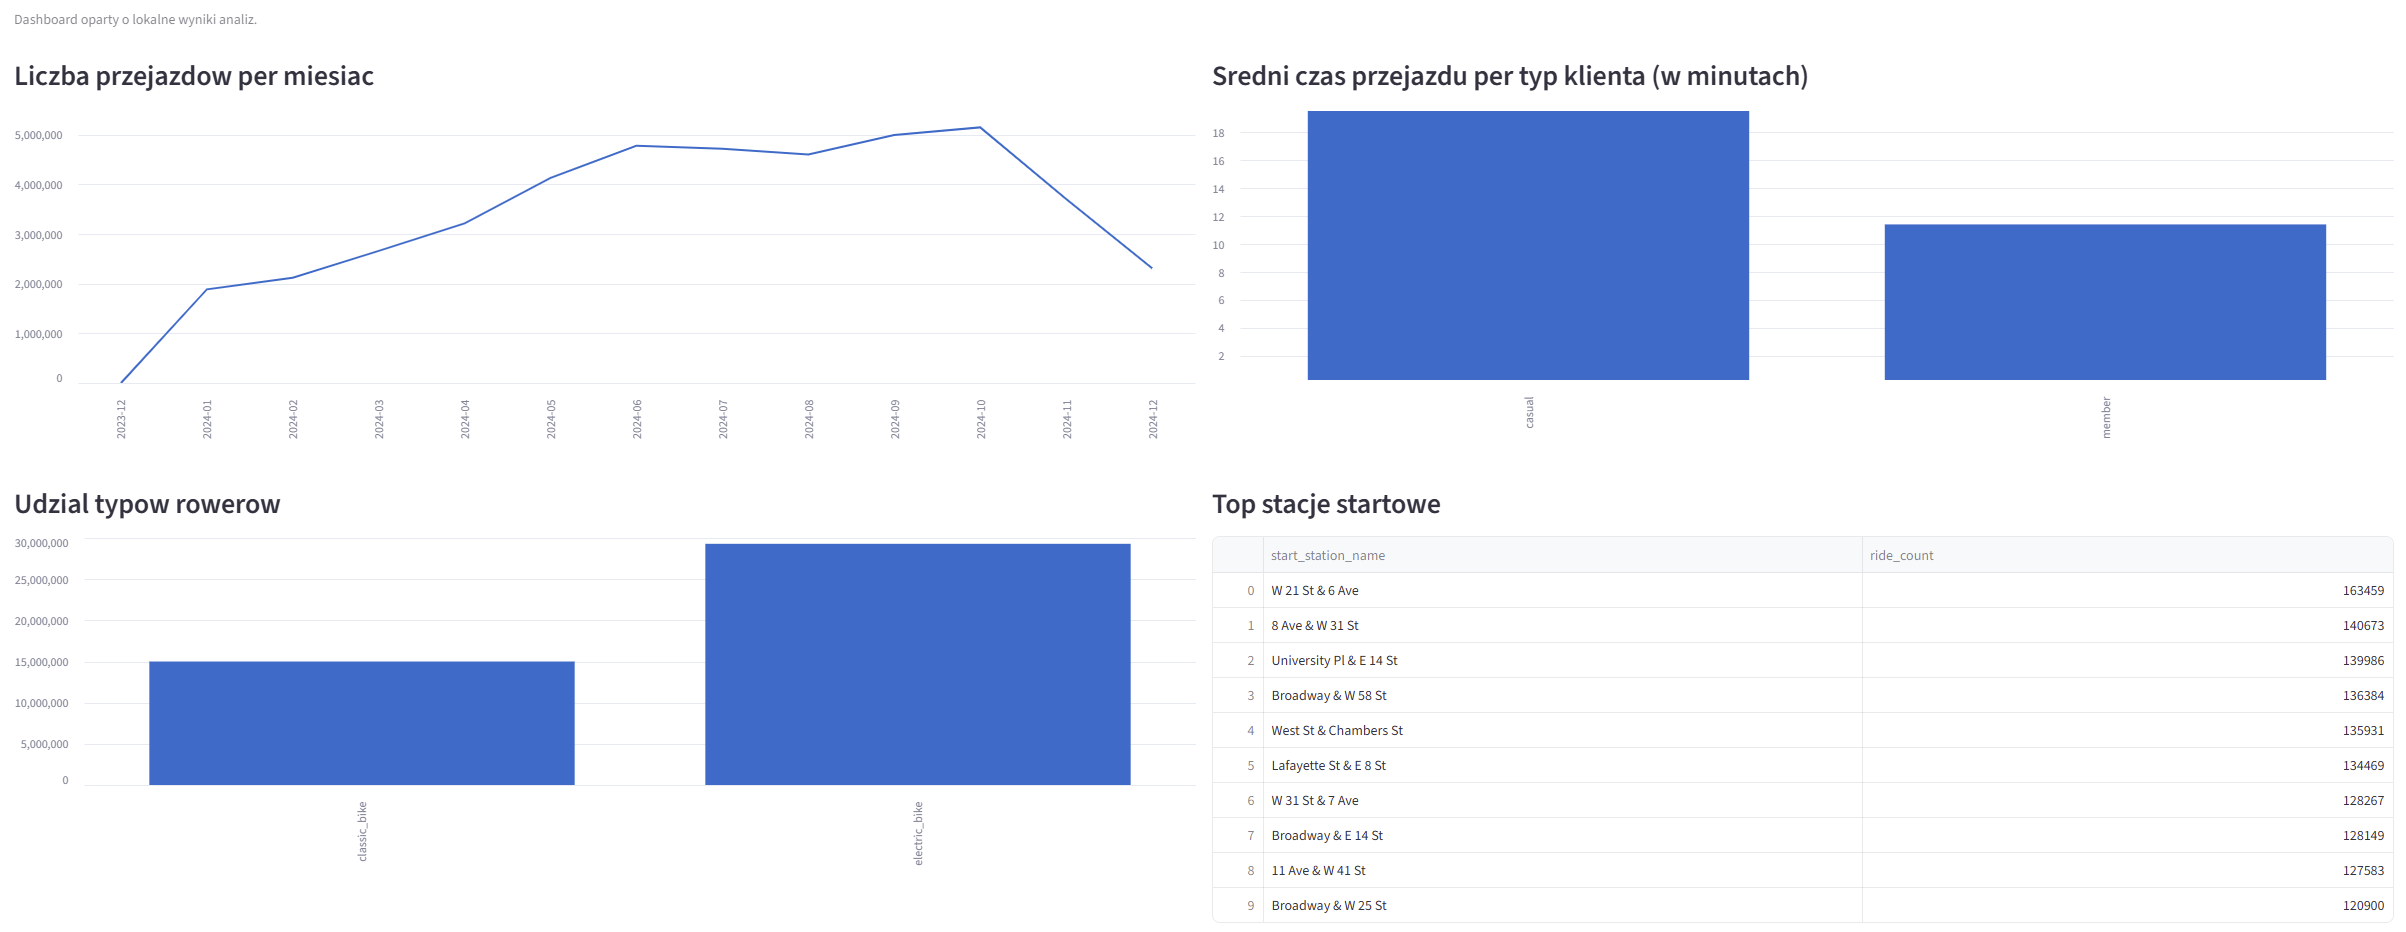 Dashboard oparty o lokalne wyniki analiz.
Liczba przejazdow per miesiac
5,000,000
4,000,000
3,000,000
2,000,000
1,000,000
0
2023-12
2024-01
2024-02
2024-03
2024-04
2024-05
2024-06
2024-07
2024-08
2024-09
2024-10
2024-11
2024-12
Sredni czas przejazdu per typ klienta (w minutach)
18
16
14
12
10
8
6
4
2
casual
member
Udzial typow rowerow
30,000,000
25,000,000
20,000,000
15,000,000
10,000,000
5,000,000
0
classic_bike
electric_bike
Top stacje startowe
start_station_name ride_count
0 W 21 St & 6 Ave 163459
1 8 Ave & W 31 St 140673
2 University Pl & E 14 St 139986
3 Broadway & W 58 St 136384
4 West St & Chambers St 135931
5 Lafayette St & E 8 St 134469
6 W 31 St & 7 Ave 128267
7 Broadway & E 14 St 128149
8 11 Ave & W 41 St 127583
9 Broadway & W 25 St 120900